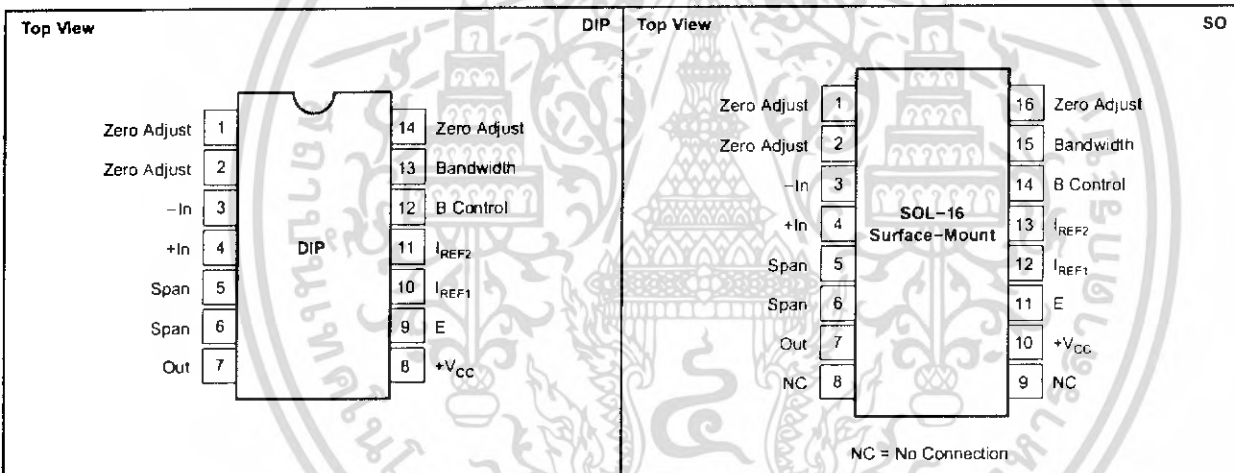 Top View DIP
Zero Adjust 1
Zero Adjust 2
–In 3
+In 4
Span 5
Span 6
Out 7
DIP
14 Zero Adjust
13 Bandwidth
12 B Control
11 IREF2
10 IREF1
9 E
8 +VCC
Top View SO
Zero Adjust 1
Zero Adjust 2
–In 3
+In 4
Span 5
Span 6
Out 7
NC 8
SOL-16
Surface-Mount
16 Zero Adjust
15 Bandwidth
14 B Control
13 IREF2
12 IREF1
11 E
10 +VCC
9 NC
NC = No Connection